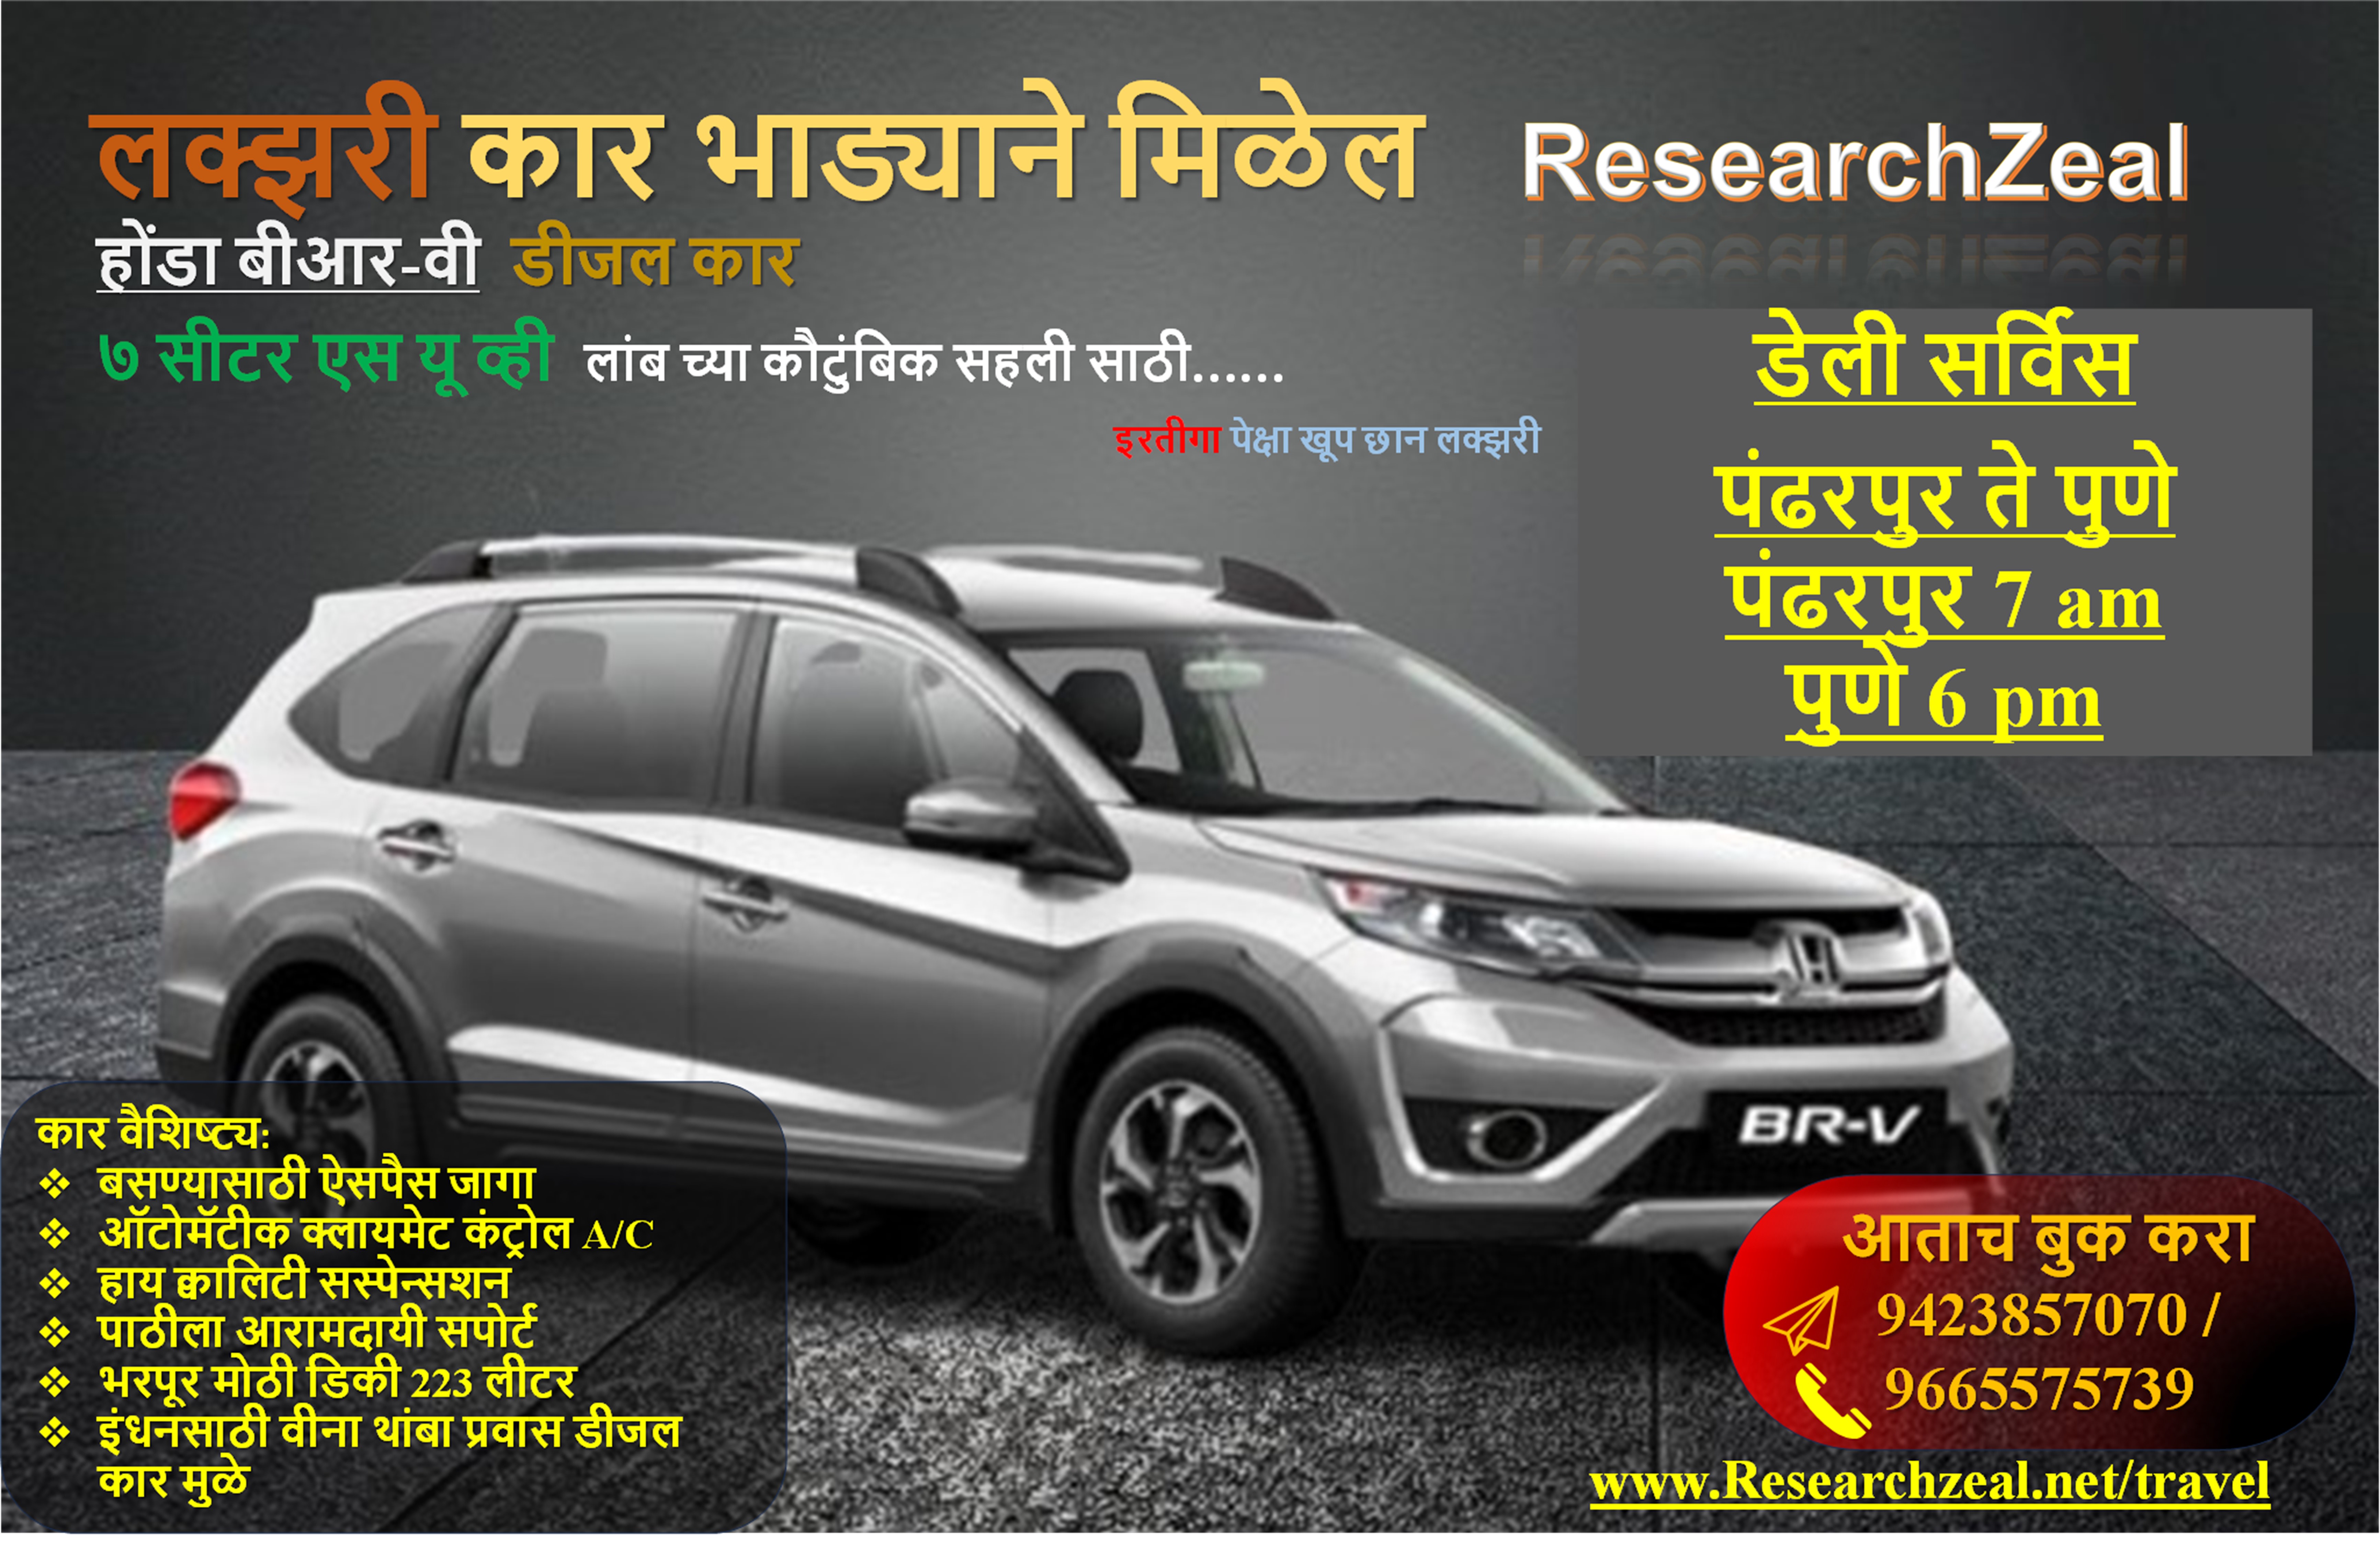 लक्झरी कार भाड्याने मिळेल
ResearchZeal
होंडा बीआर-वी डीजल कार
७ सीटर एस यू व्ही लांब च्या कौटुंबिक सहली साठी......
इरतीगा पेक्षा खूप छान लक्झरी
डेली सर्विस
पंढरपुर ते पुणे
पंढरपुर 7 am
पुणे 6 pm
BR-V
कार वैशिष्ट्य:
❖ बसण्यासाठी ऐसपैस जागा
❖ ऑटोमॅटीक क्लायमेट कंट्रोल A/C
❖ हाय क्वालिटी सस्पेन्सशन
❖ पाठीला आरामदायी सपोर्ट
❖ भरपूर मोठी डिकी 223 लीटर
❖ इंधनसाठी वीना थांबा प्रवास डीजल
कार मुळे
आताच बुक करा
9423857070 /
9665575739
www.Researchzeal.net/travel